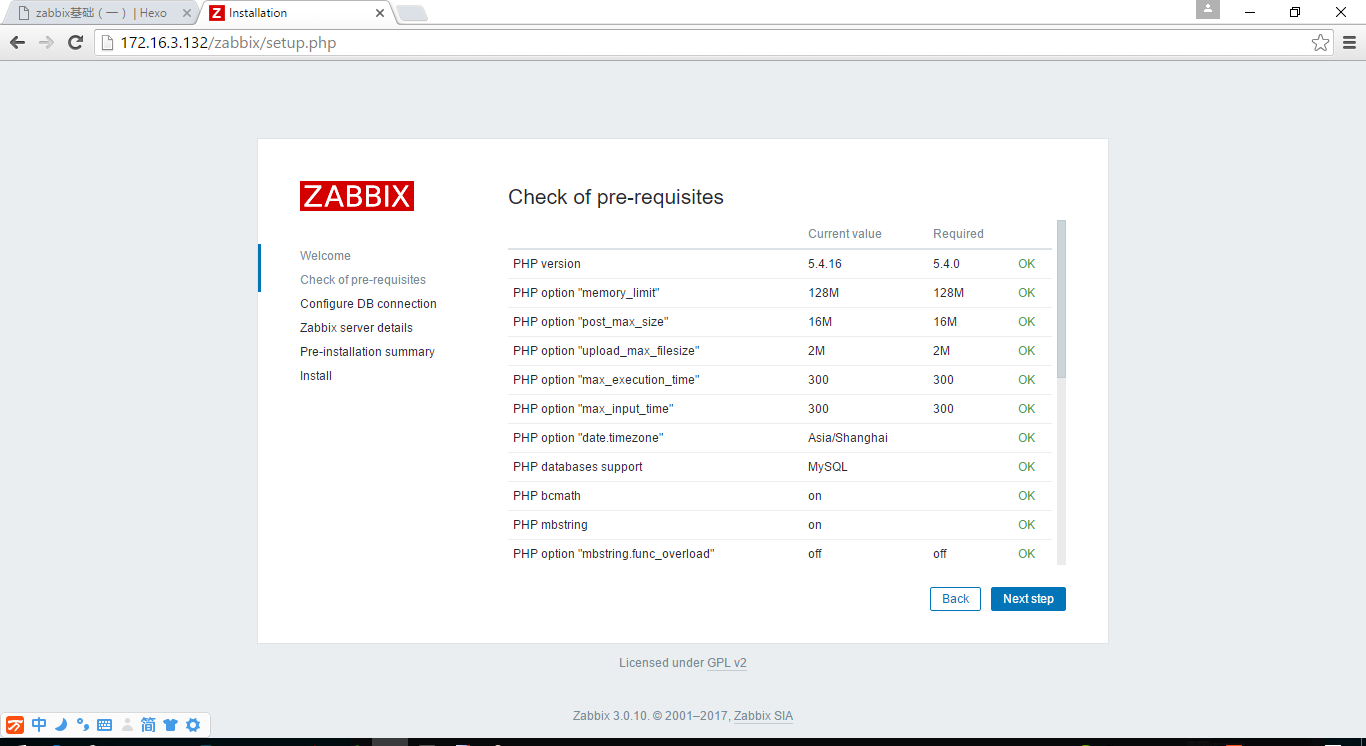 zabbix基础（一） | Hexo
Installation
172.16.3.132/zabbix/setup.php
ZABBIX
Welcome
Check of pre-requisites
Configure DB connection
Zabbix server details
Pre-installation summary
Install
Check of pre-requisites
Current value Required
PHP version 5.4.16 5.4.0 OK
PHP option "memory_limit" 128M 128M OK
PHP option "post_max_size" 16M 16M OK
PHP option "upload_max_filesize" 2M 2M OK
PHP option "max_execution_time" 300 300 OK
PHP option "max_input_time" 300 300 OK
PHP option "date.timezone" Asia/Shanghai OK
PHP databases support MySQL OK
PHP bcmath on OK
PHP mbstring on OK
PHP option "mbstring.func_overload" off off OK
Back Next step
Licensed under GPL v2
Zabbix 3.0.10. © 2001–2017, Zabbix SIA
中 简